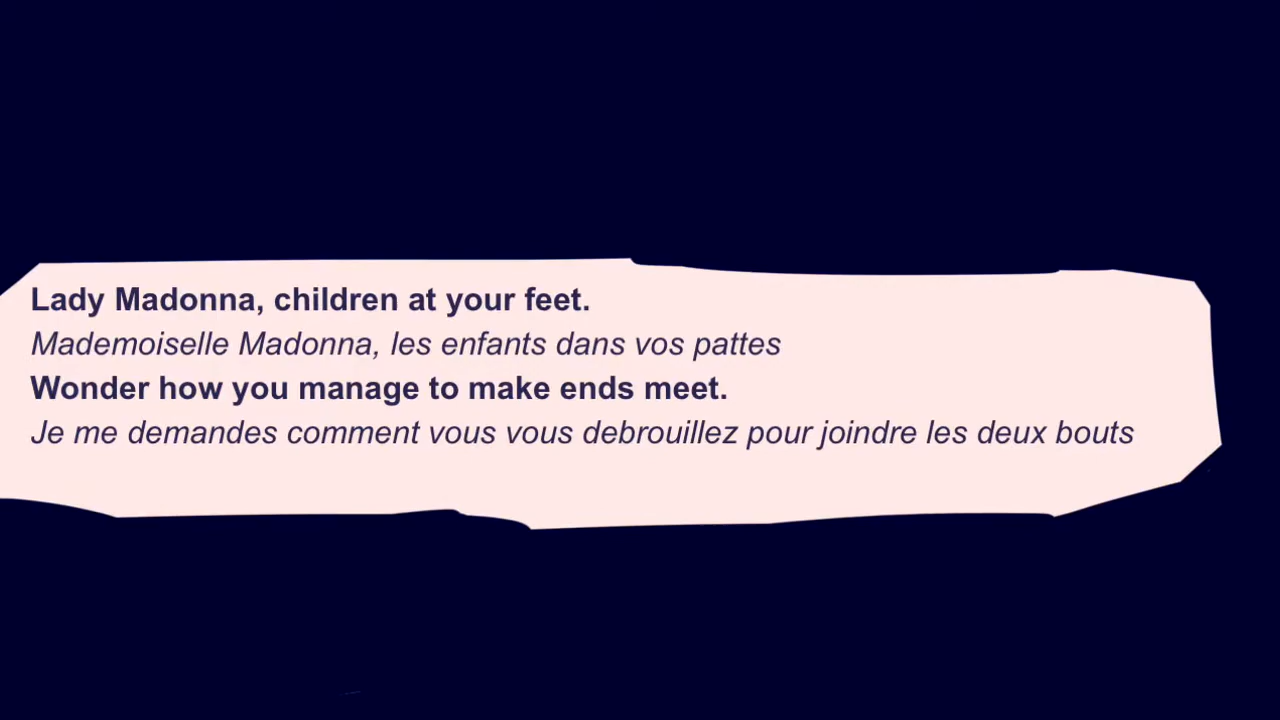 Lady Madonna, children at your feet.
Mademoiselle Madonna, les enfants dans vos pattes
Wonder how you manage to make ends meet.
Je me demandes comment vous vous debrouillez pour joindre les deux bouts